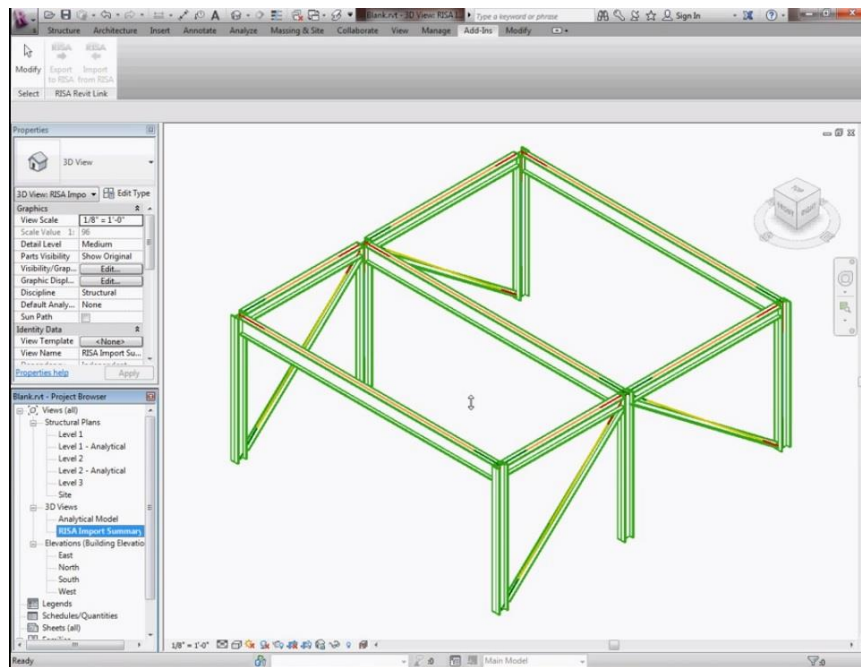 Blank.rvt - 3D View: RISA I...
Type a keyword or phrase
Sign In
Structure Architecture Insert Annotate Analyze Massing & Site Collaborate View Manage Add-Ins Modify
RISA RISA
Modify Export to RISA Import from RISA
Select RISA Revit Link
Properties
3D View
3D View: RISA Impo Edit Type
Graphics
View Scale 1/8" = 1'-0"
Scale Value 1: 96
Detail Level Medium
Parts Visibility Show Original
Visibility/Grap... Edit...
Graphic Displ... Edit...
Discipline Structural
Default Analy... None
Sun Path
Identity Data
View Template <None>
View Name RISA Import Su...
Properties help Apply
Blank.rvt - Project Browser
Views (all)
Structural Plans
Level 1
Level 1 - Analytical
Level 2
Level 2 - Analytical
Level 3
Site
3D Views
Analytical Model
RISA Import Summary
Elevations (Building Elevatio
East
North
South
West
Legends
Schedules/Quantities
Sheets (all)
TOP
FRONT
RIGHT
1/8" = 1'-0"
Ready
:0
Main Model
:0